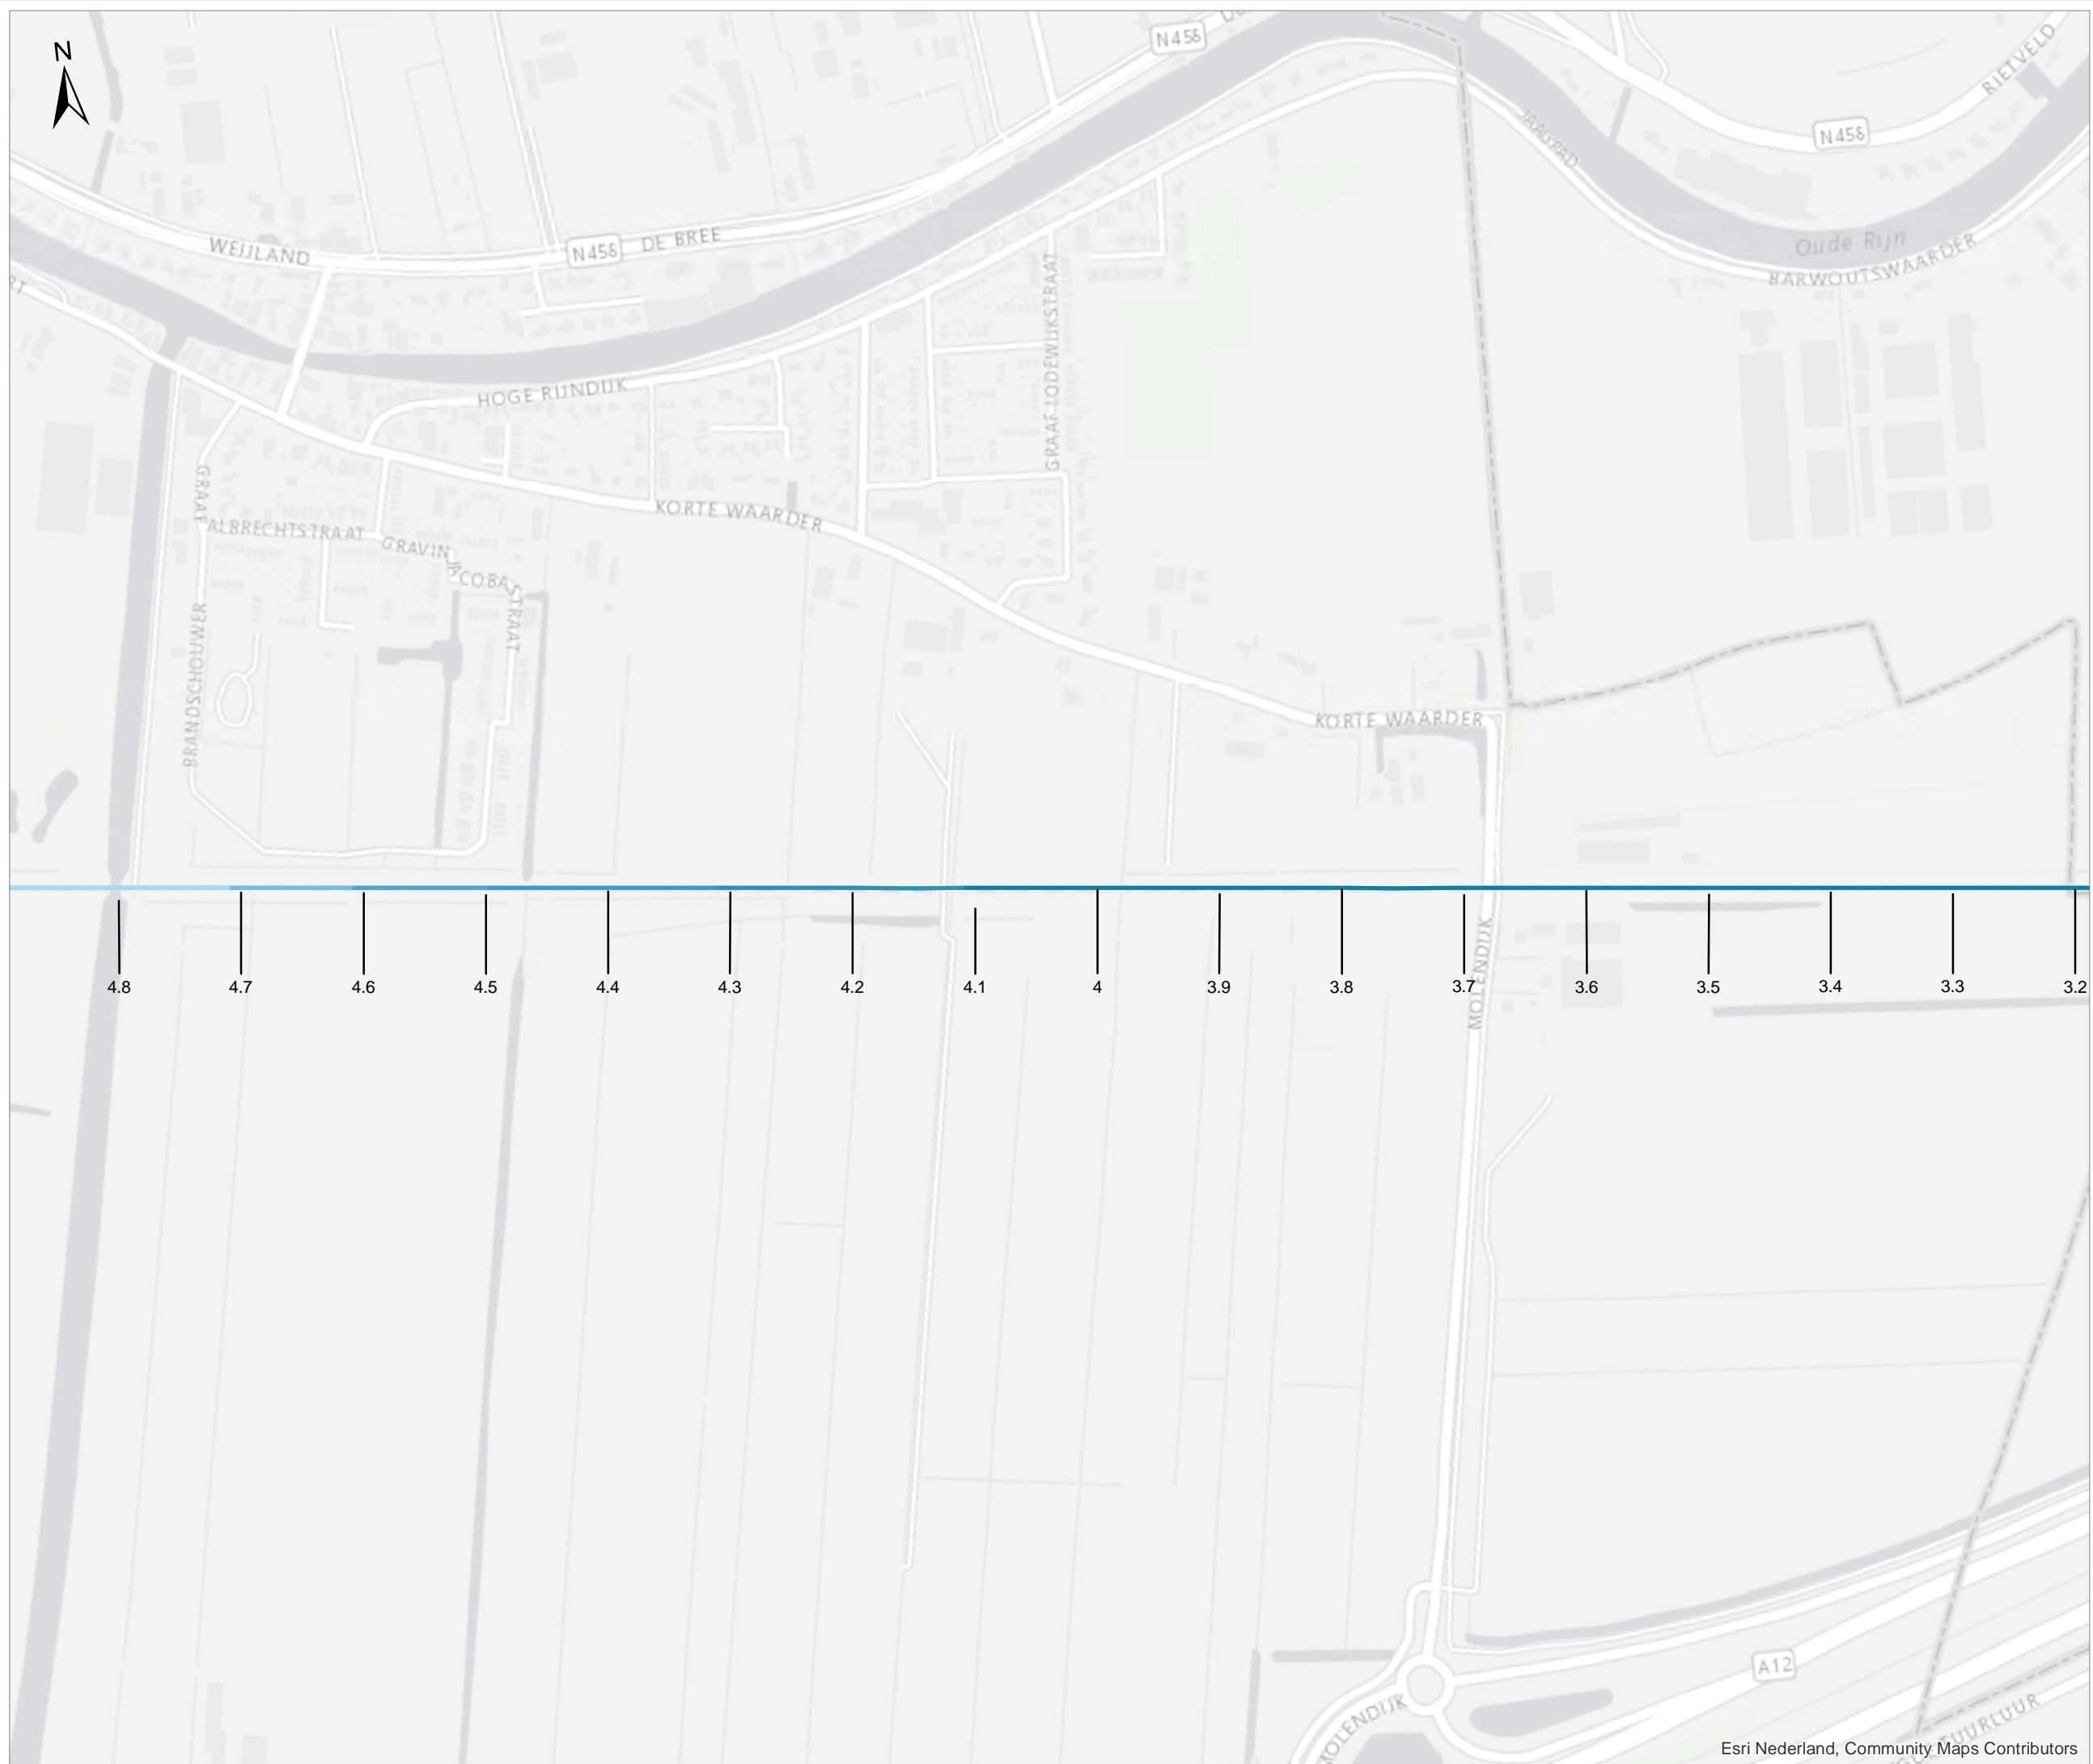 N
N458
RIETVELD
N458
JAAGPAD
WEIJLAND
N458
DE BREE
Oude Rijn
BARWOUTSWAARDER
GRAAF LODEWIJKSTRAAT
HOGE RIJNDIJK
KORTE WAARDER
GRAAF
ALBRECHTSTRAAT
GRAVIN
JACOBA
STRAAT
BRANDSCHOUWER
KORTE WAARDER
MOLENDIJK
4.8 4.7 4.6 4.5 4.4 4.3 4.2 4.1 4 3.9 3.8 3.7 3.6 3.5 3.4 3.3 3.2
A12
MOLENDIJK
Esri Nederland, Community Maps Contributors